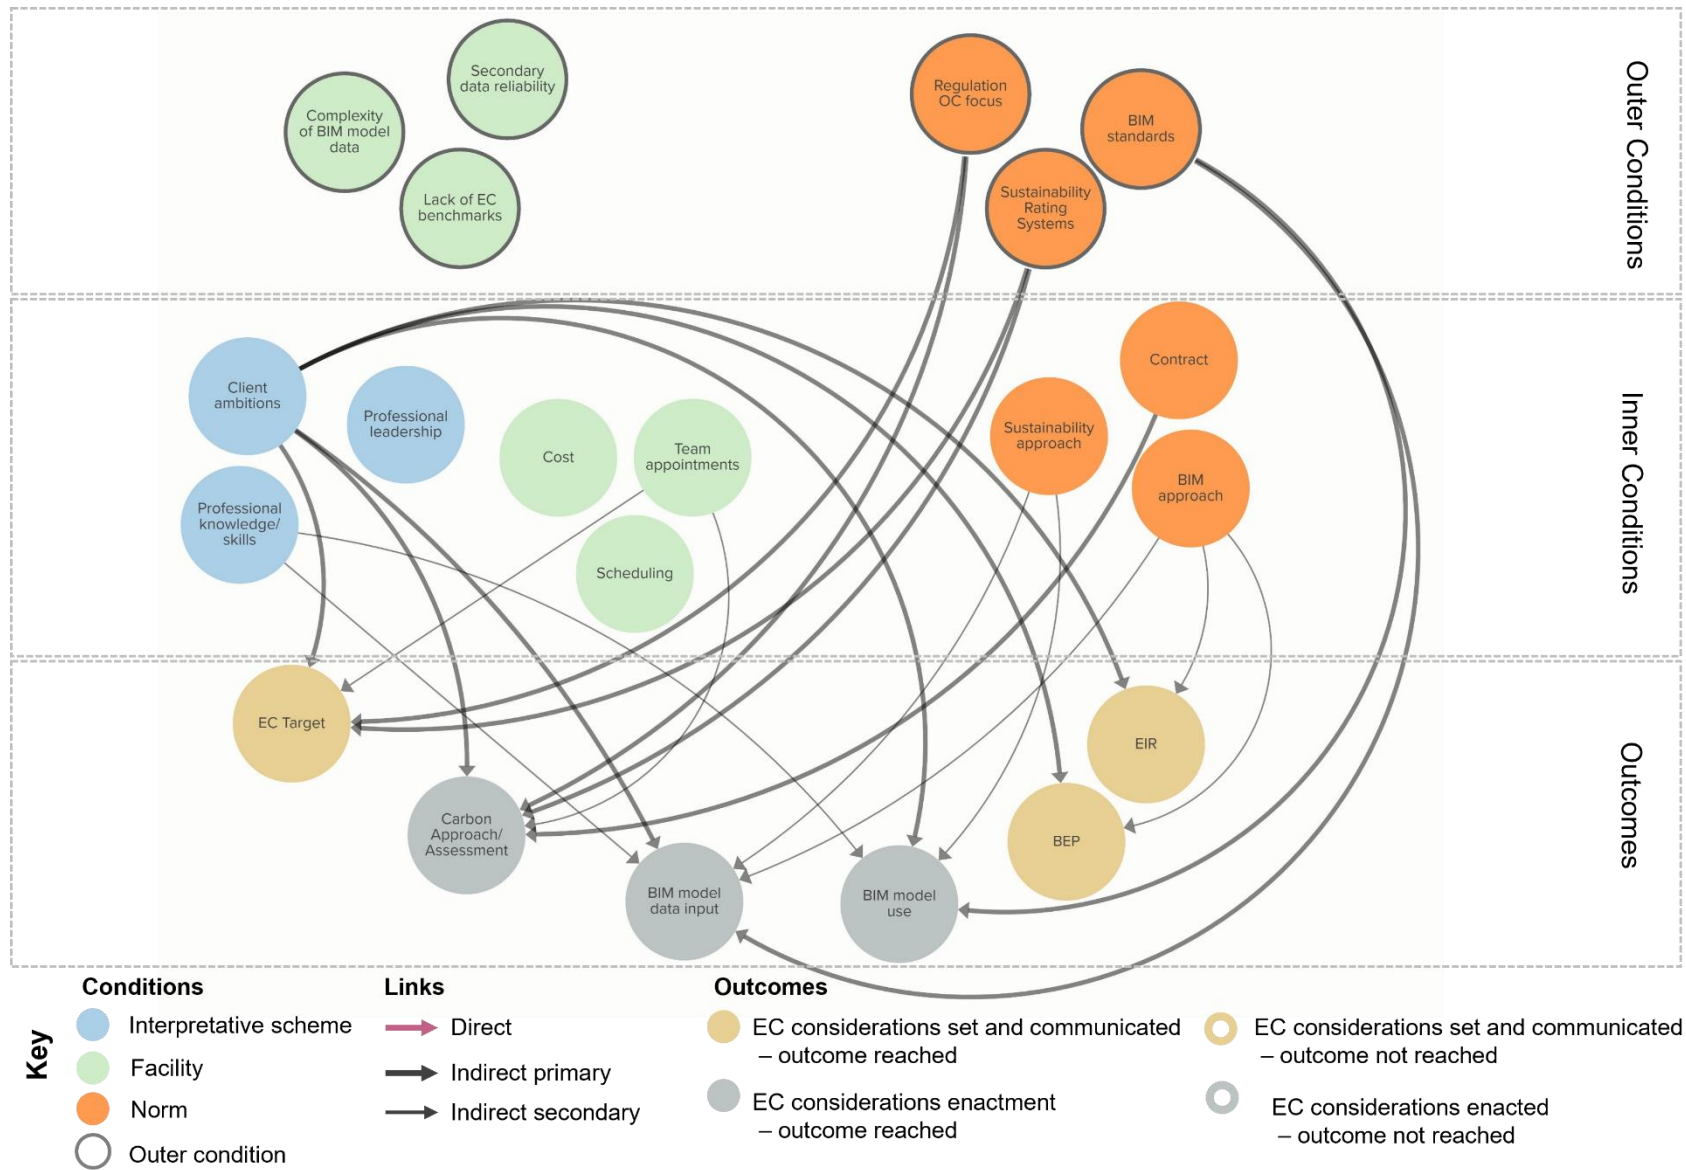 Secondary
data reliability
Complexity
of BIM model
data
Lack of EC
benchmarks
Regulation
OC focus
BIM
standards
Sustainability
Rating
Systems
Outer Conditions
Client
ambitions
Professional
leadership
Professional
knowledge/
skills
Cost
Team
appointments
Scheduling
Contract
Sustainability
approach
BIM
approach
Inner Conditions
EC Target
Carbon
Approach/
Assessment
BIM model
data input
BIM model
use
EIR
BEP
Outcomes
Key
Conditions
Interpretative scheme
Facility
Norm
Outer condition
Links
Direct
Indirect primary
Indirect secondary
Outcomes
EC considerations set and communicated
– outcome reached
EC considerations enactment
– outcome reached
EC considerations set and communicated
– outcome not reached
EC considerations enacted
– outcome not reached